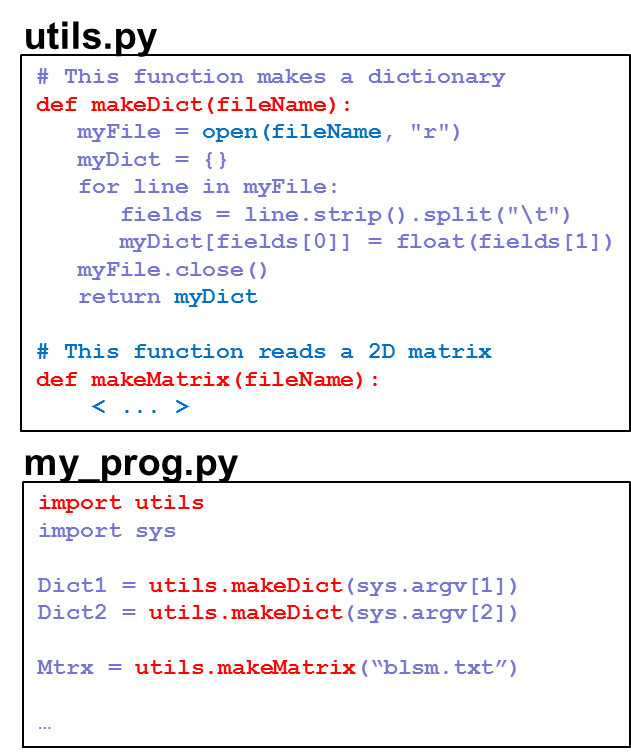 utils.py
# This function makes a dictionary
def makeDict(fileName):
   myFile = open(fileName, "r")
   myDict = {}
   for line in myFile:
      fields = line.strip().split("\t")
      myDict[fields[0]] = float(fields[1])
   myFile.close()
   return myDict
# This function reads a 2D matrix
def makeMatrix(fileName):
    < ... >
my_prog.py
import utils
import sys
Dict1 = utils.makeDict(sys.argv[1])
Dict2 = utils.makeDict(sys.argv[2])
Mtrx = utils.makeMatrix(“blsm.txt”)
…